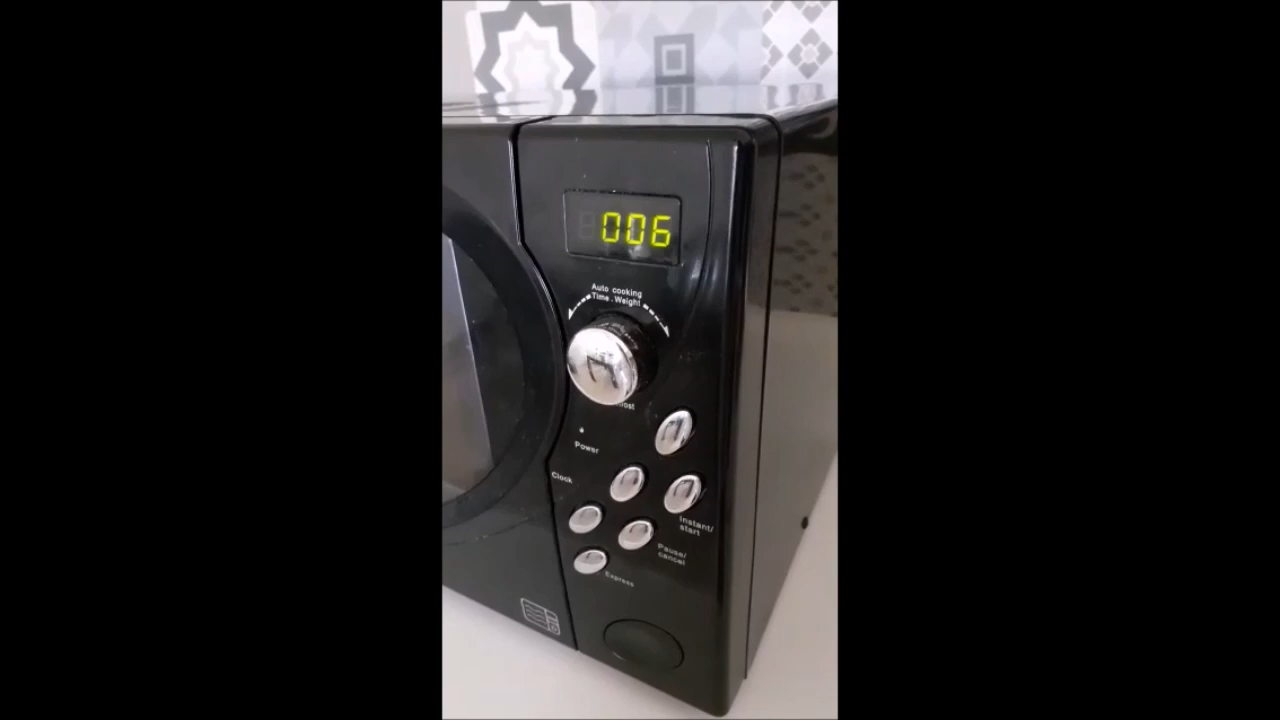 006
Auto cooking
Time . Weight
Power
Clock
Instant/
start
Pause/
cancel
Express